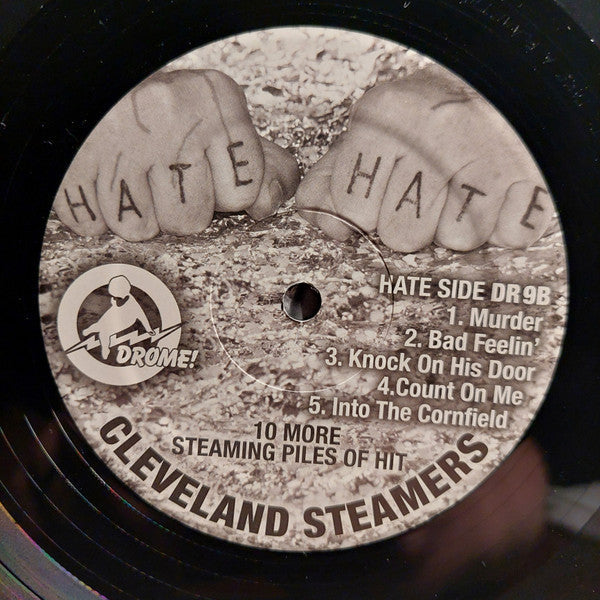 HATE HATE
DROME!
HATE SIDE DR9B
1. Murder
2. Bad Feelin'
3. Knock On His Door
4.Count On Me
5. Into The Cornfield
10 MORE
STEAMING PILES OF HIT
CLEVELAND STEAMERS